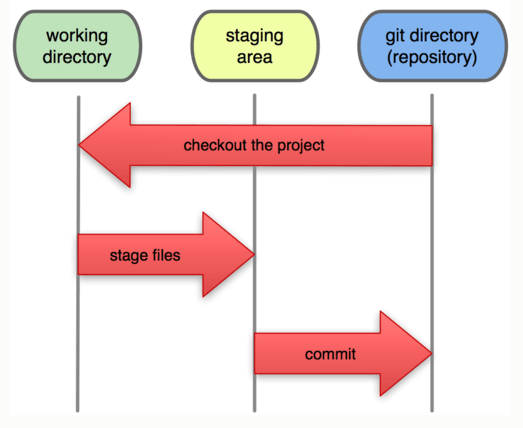 working
directory
staging
area
git directory
(repository)
checkout the project
stage files
commit